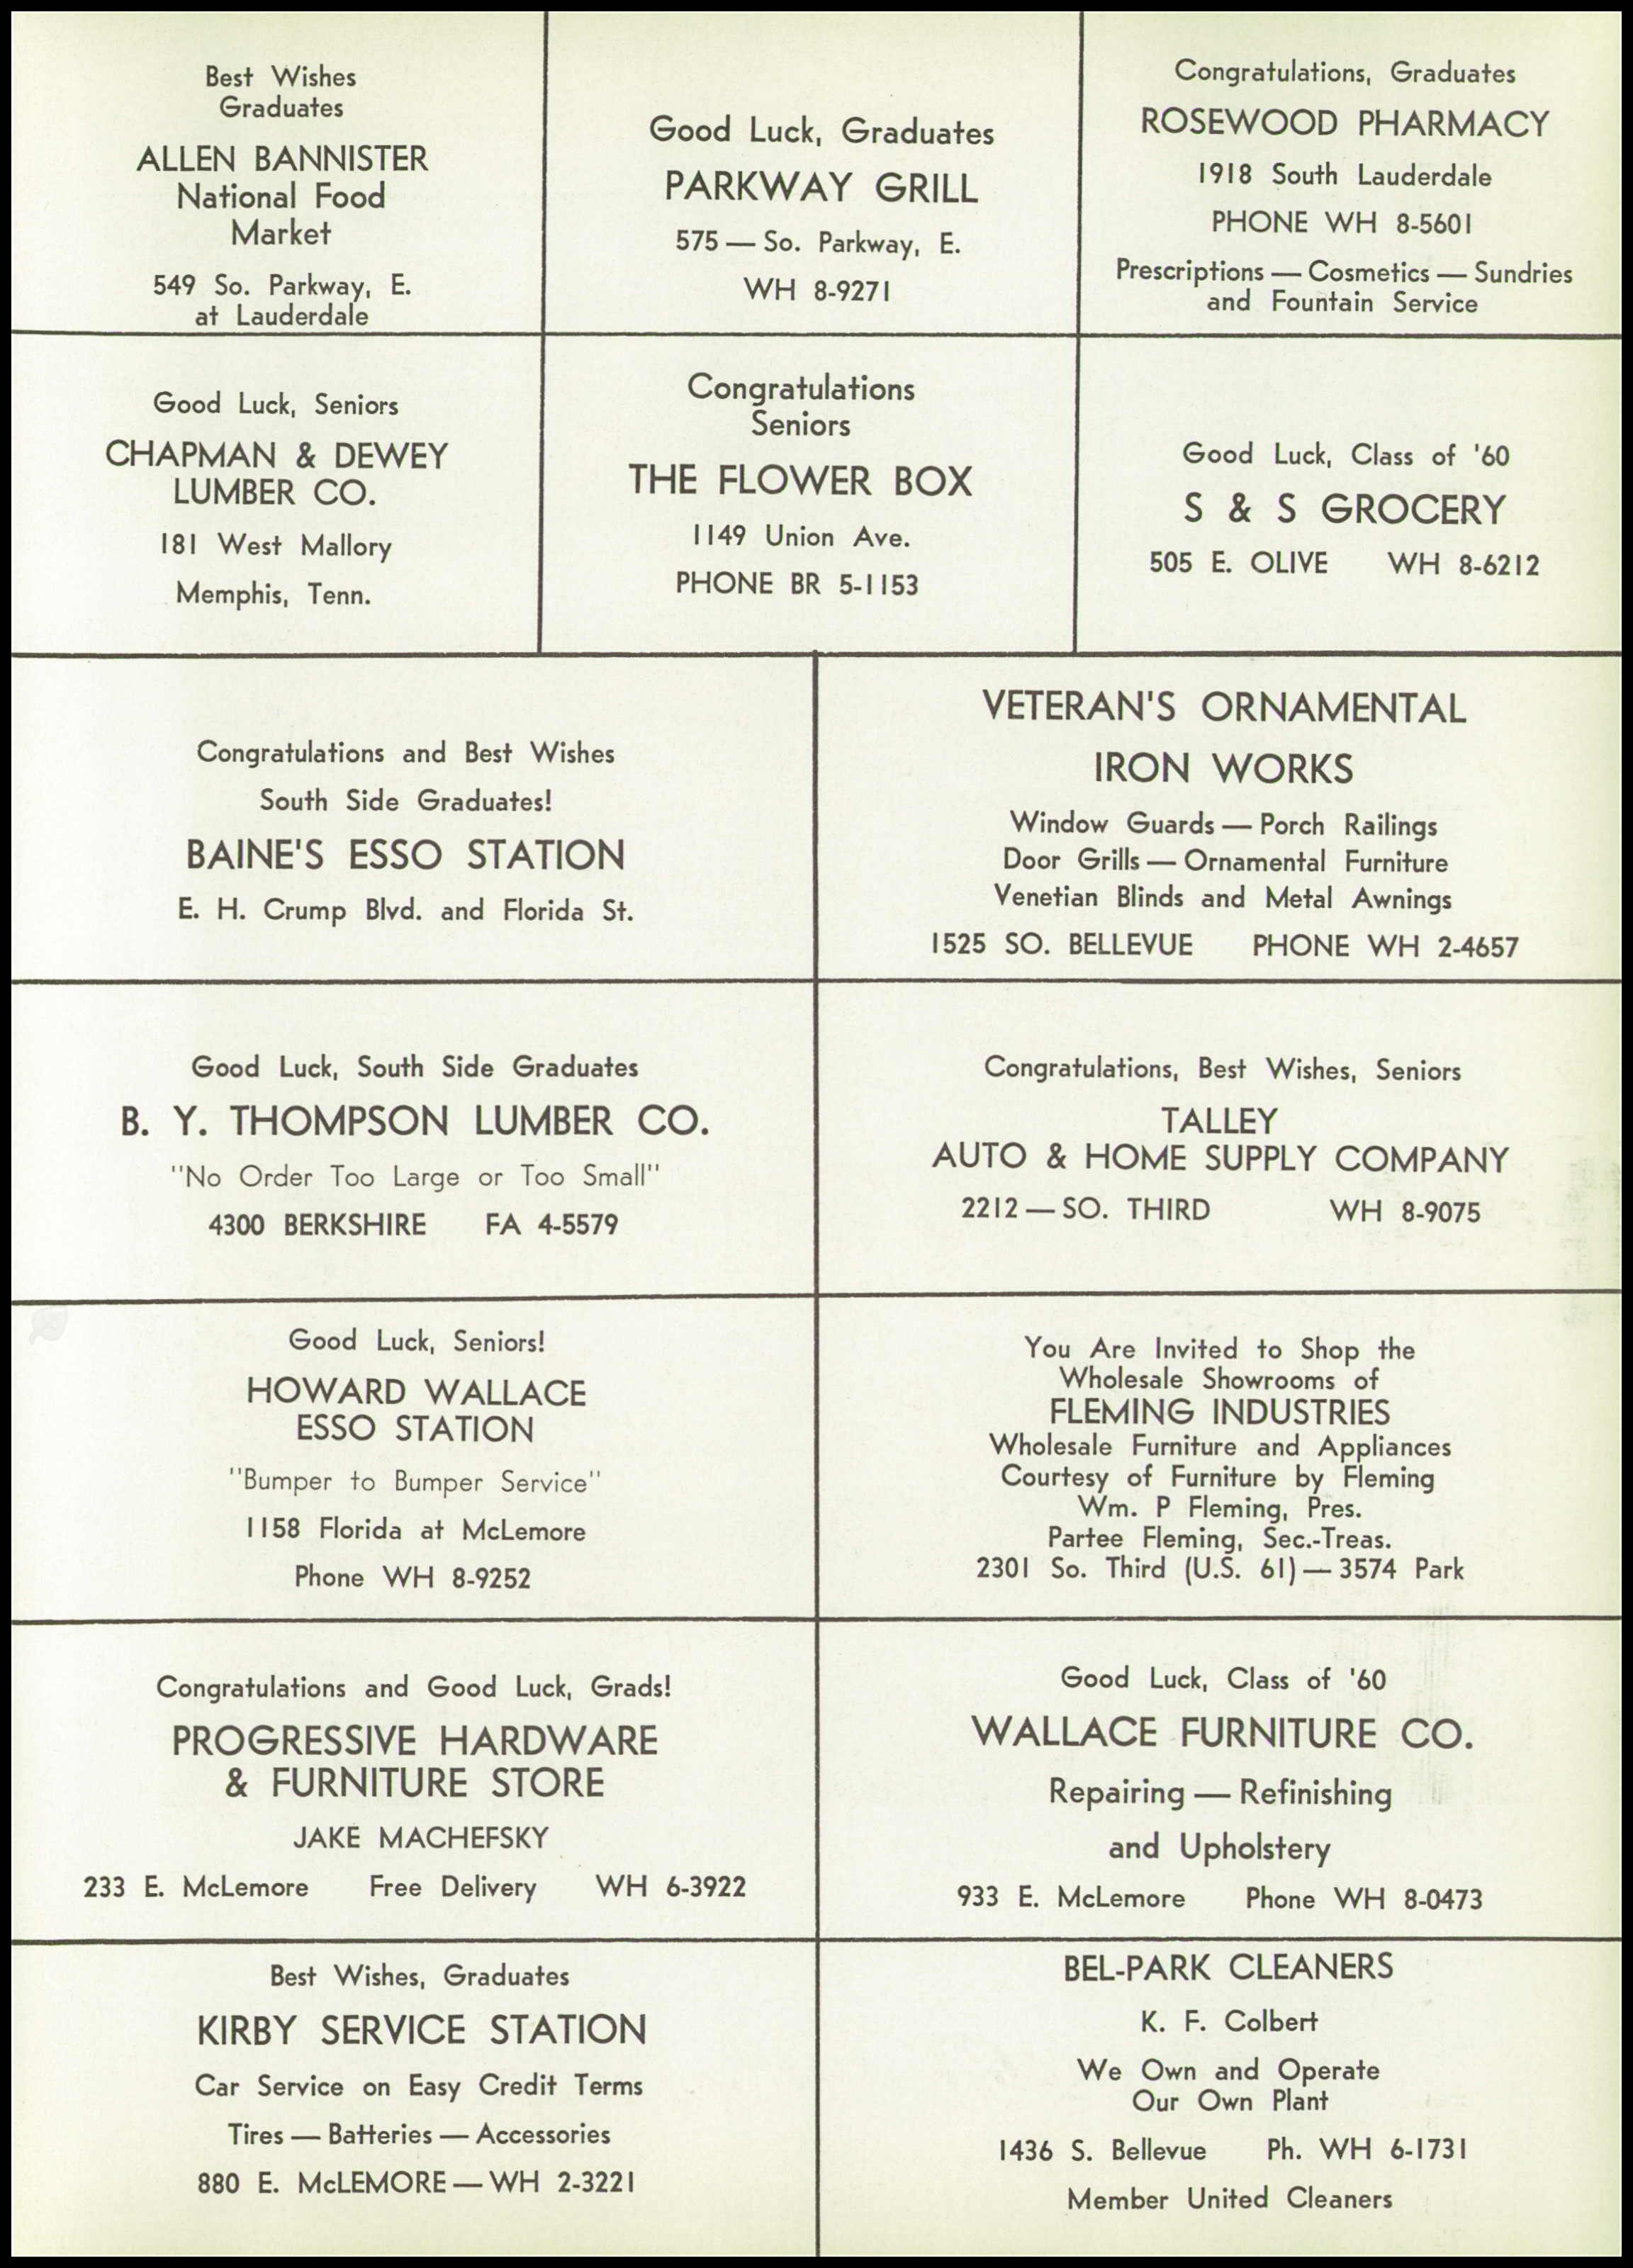 Best Wishes
Graduates
ALLEN BANNISTER
National Food
Market
549 So. Parkway, E.
at Lauderdale
Good Luck, Graduates
PARKWAY GRILL
575 — So. Parkway, E.
WH 8-9271
Congratulations, Graduates
ROSEWOOD PHARMACY
1918 South Lauderdale
PHONE WH 8-5601
Prescriptions — Cosmetics — Sundries
and Fountain Service
Good Luck, Seniors
CHAPMAN & DEWEY
LUMBER CO.
181 West Mallory
Memphis, Tenn.
Congratulations
Seniors
THE FLOWER BOX
1149 Union Ave.
PHONE BR 5-1153
Good Luck, Class of '60
S & S GROCERY
505 E. OLIVE WH 8-6212
Congratulations and Best Wishes
South Side Graduates!
BAINE'S ESSO STATION
E. H. Crump Blvd. and Florida St.
VETERAN'S ORNAMENTAL
IRON WORKS
Window Guards — Porch Railings
Door Grills — Ornamental Furniture
Venetian Blinds and Metal Awnings
1525 SO. BELLEVUE PHONE WH 2-4657
Good Luck, South Side Graduates
B. Y. THOMPSON LUMBER CO.
"No Order Too Large or Too Small"
4300 BERKSHIRE FA 4-5579
Congratulations, Best Wishes, Seniors
TALLEY
AUTO & HOME SUPPLY COMPANY
2212 — SO. THIRD WH 8-9075
Good Luck, Seniors!
HOWARD WALLACE
ESSO STATION
"Bumper to Bumper Service"
1158 Florida at McLemore
Phone WH 8-9252
You Are Invited to Shop the
Wholesale Showrooms of
FLEMING INDUSTRIES
Wholesale Furniture and Appliances
Courtesy of Furniture by Fleming
Wm. P Fleming, Pres.
Partee Fleming, Sec.-Treas.
2301 So. Third (U.S. 61) — 3574 Park
Congratulations and Good Luck, Grads!
PROGRESSIVE HARDWARE
& FURNITURE STORE
JAKE MACHEFSKY
233 E. McLemore Free Delivery WH 6-3922
Good Luck, Class of '60
WALLACE FURNITURE CO.
Repairing — Refinishing
and Upholstery
933 E. McLemore Phone WH 8-0473
Best Wishes, Graduates
KIRBY SERVICE STATION
Car Service on Easy Credit Terms
Tires — Batteries — Accessories
880 E. McLEMORE — WH 2-3221
BEL-PARK CLEANERS
K. F. Colbert
We Own and Operate
Our Own Plant
1436 S. Bellevue Ph. WH 6-1731
Member United Cleaners